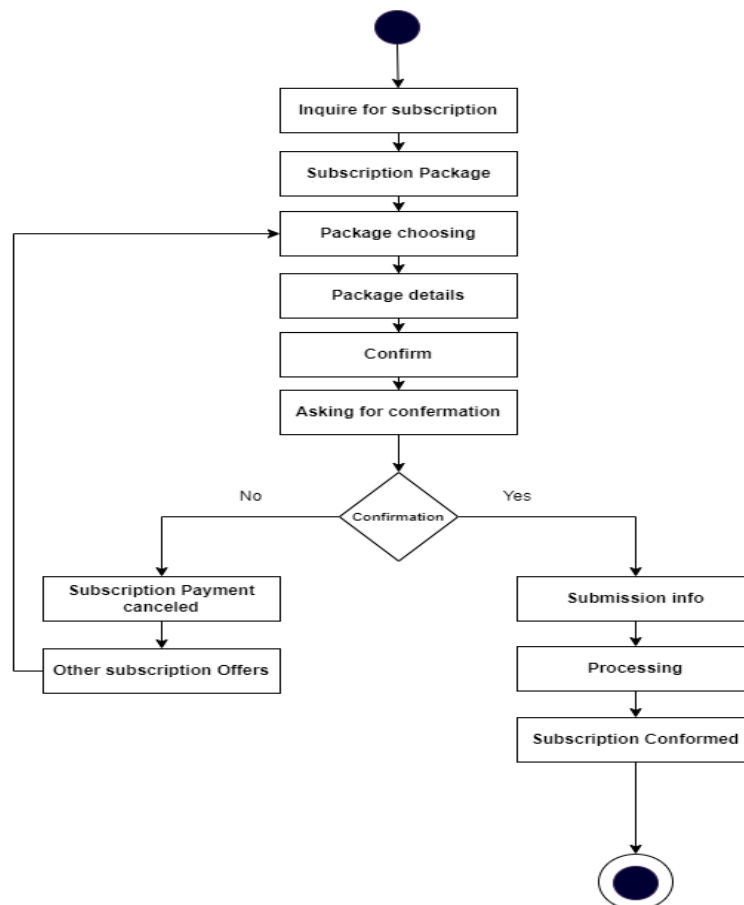 Inquire for subscription
Subscription Package
Package choosing
Package details
Confirm
Asking for confermation
No
Yes
Confirmation
Subscription Payment
canceled
Other subscription Offers
Submission info
Processing
Subscription Conformed